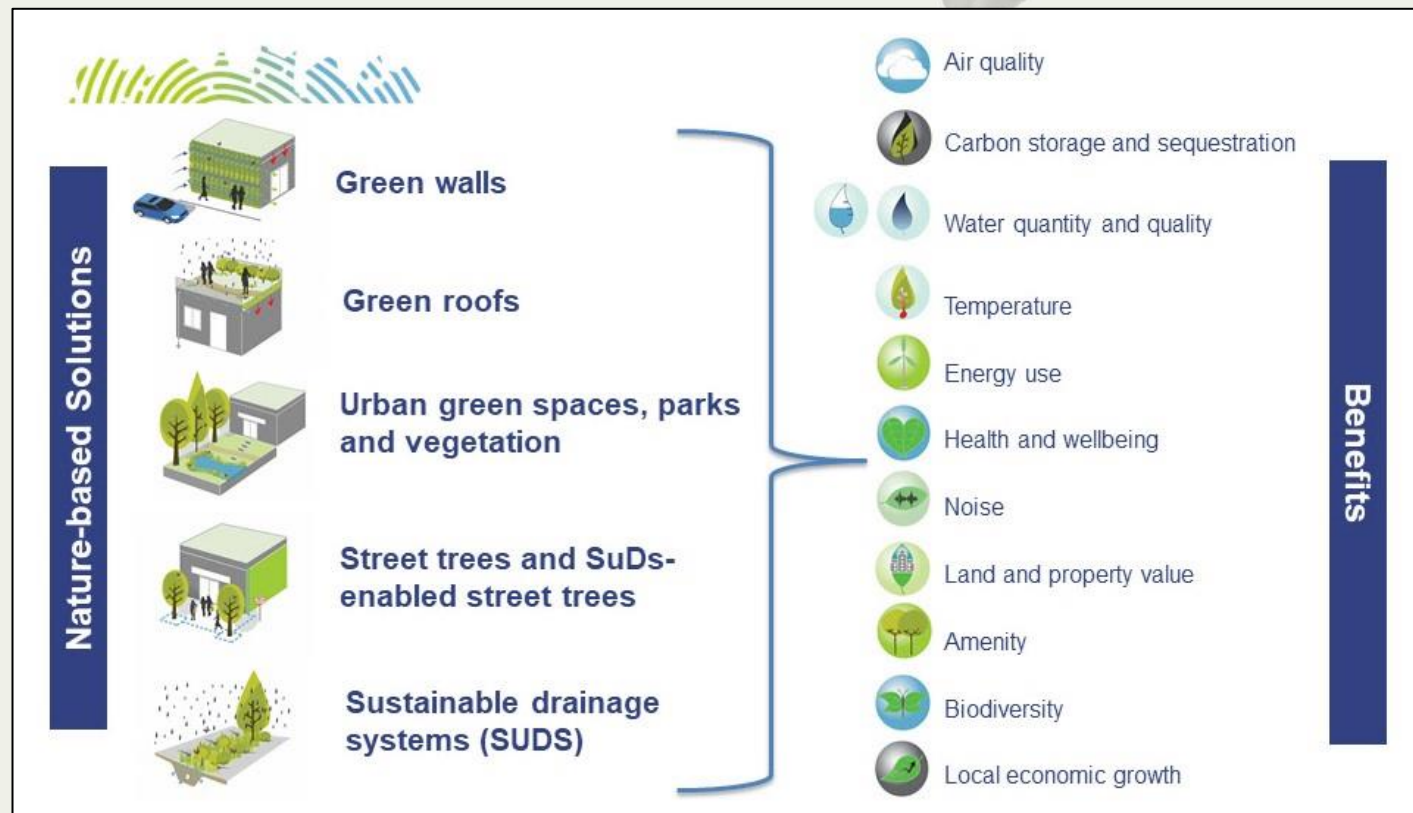 Nature-based Solutions
Green walls
Green roofs
Urban green spaces, parks
and vegetation
Street trees and SuDs-
enabled street trees
Sustainable drainage
systems (SUDS)
Air quality
Carbon storage and sequestration
Water quantity and quality
Temperature
Energy use
Health and wellbeing
Noise
Land and property value
Amenity
Biodiversity
Local economic growth
Benefits